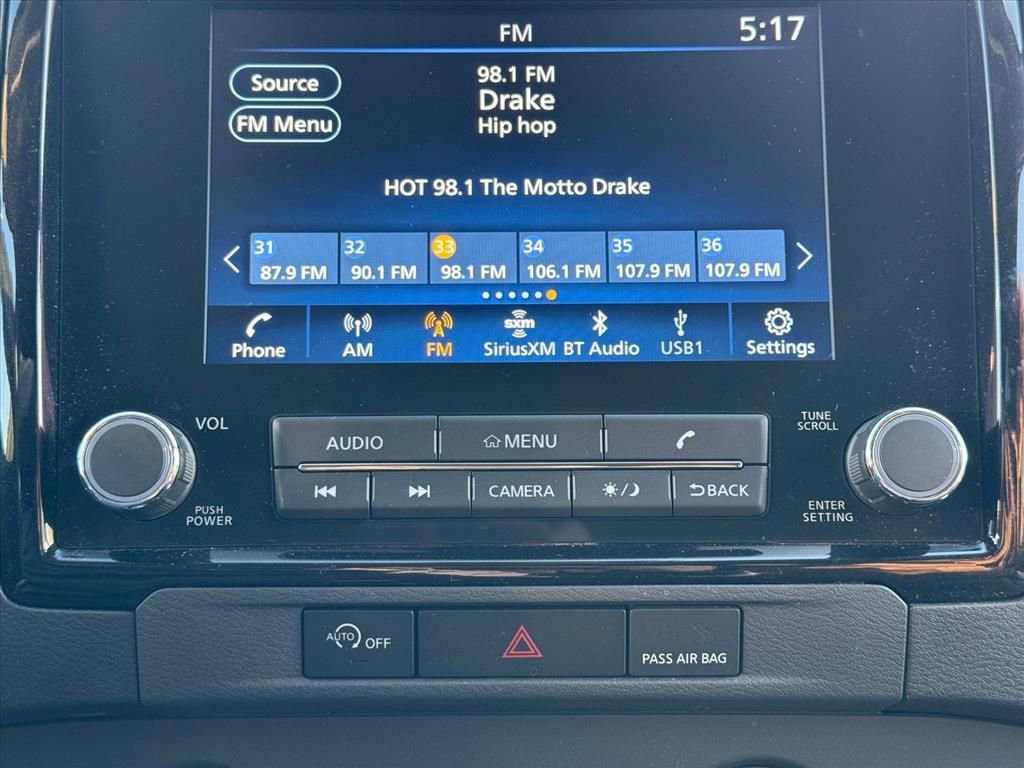 FM
5:17
Source
FM Menu
98.1 FM
Drake
Hip hop
HOT 98.1 The Motto Drake
31 32 33 34 35 36
87.9 FM 90.1 FM 98.1 FM 106.1 FM 107.9 FM 107.9 FM
sxm
Phone AM FM SiriusXM BT Audio USB1 Settings
VOL
TUNE
SCROLL
AUDIO MENU
CAMERA BACK
PUSH
POWER
ENTER
SETTING
AUTO OFF
PASS AIR BAG